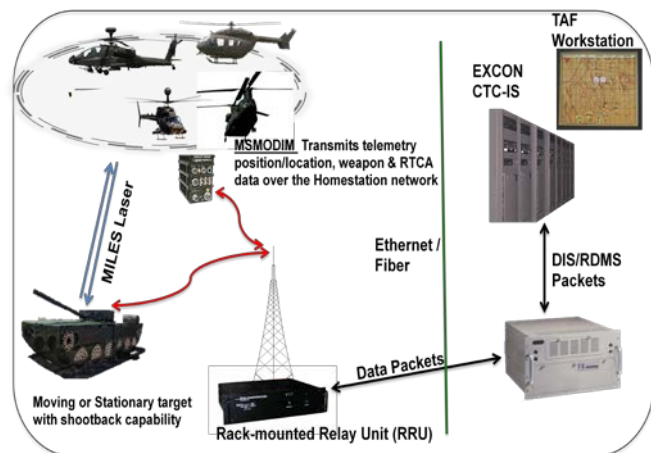 TAF
Workstation
EXCON
CTC-IS
MSMODIM Transmits telemetry
position/location, weapon & RTCA
data over the Homestation network
MILES Laser
Ethernet /
Fiber
DIS/RDMS
Packets
Data Packets
Moving or Stationary target
with shootback capability
Rack-mounted Relay Unit (RRU)